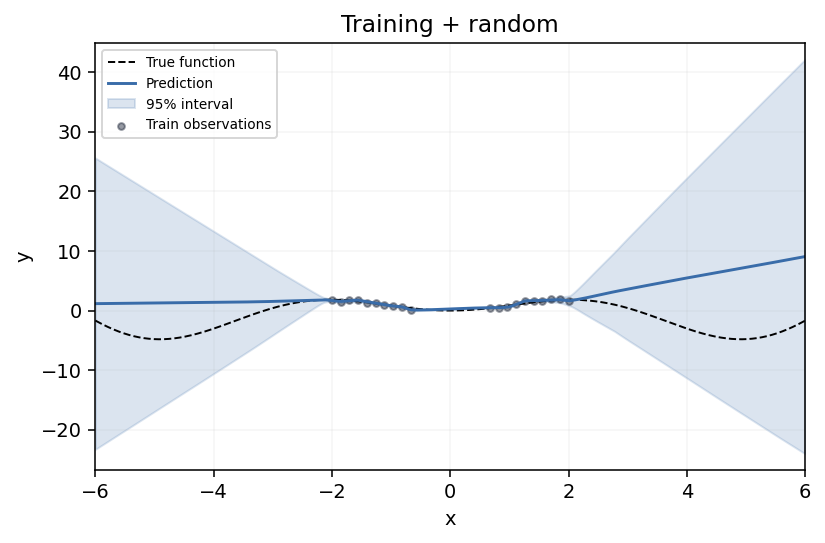 Training + random
True function
Prediction
95% interval
Train observations
y
40
30
20
10
0
−10
−20
−6
−4
−2
0
2
4
6
x